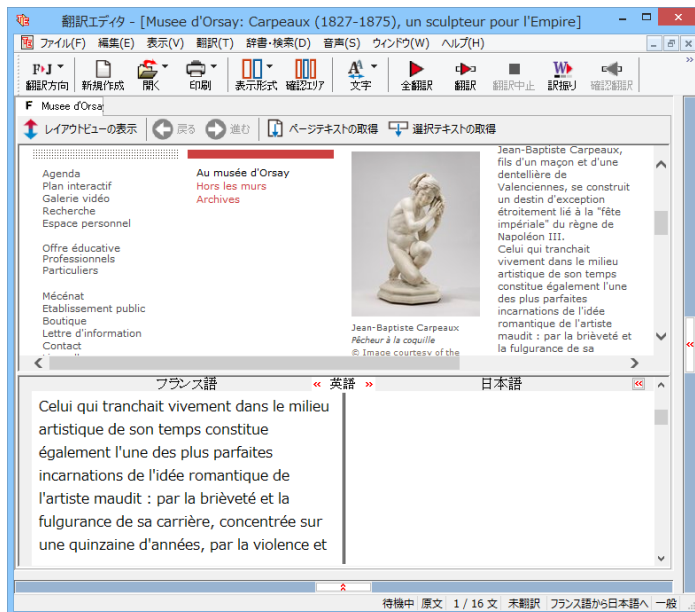 翻訳エディタ - [Musee d'Orsay: Carpeaux (1827-1875), un sculpteur pour l'Empire]
ファイル(F) 編集(E) 表示(V) 翻訳(T) 辞書・検索(D) 音声(S) ウィンドウ(W) ヘルプ(H)
翻訳方向 新規作成 開く 印刷 表示形式 確認エリア 文字 全翻訳 翻訳 翻訳中止 訳振り 確認翻訳
F Musee d'Orsa
レイアウトビューの表示 戻る 進む ページテキストの取得 選択テキストの取得
Agenda
Plan interactif
Galerie vidéo
Recherche
Espace personnel
Offre éducative
Professionnels
Particuliers
Mécénat
Etablissement public
Boutique
Lettre d'information
Contact
Au musée d'Orsay
Hors les murs
Archives
Jean-Baptiste Carpeaux
Pêcheur à la coquille
© Image courtesy of the
Jean-Baptiste Carpeaux,
fils d'un maçon et d'une
dentellière de
Valenciennes, se construit
un destin d'exception
étroitement lié à la "fête
impériale" du règne de
Napoléon III.
Celui qui tranchait
vivement dans le milieu
artistique de son temps
constitue également l'une
des plus parfaites
incarnations de l'idée
romantique de l'artiste
maudit : par la brièveté et
la fulgurance de sa
フランス語 « 英語 » 日本語
Celui qui tranchait vivement dans le milieu
artistique de son temps constitue
également l'une des plus parfaites
incarnations de l'idée romantique de
l'artiste maudit : par la brièveté et la
fulgurance de sa carrière, concentrée sur
une quinzaine d'années, par la violence et
待機中 原文 1 / 16 文 未翻訳 フランス語から日本語へ 一般